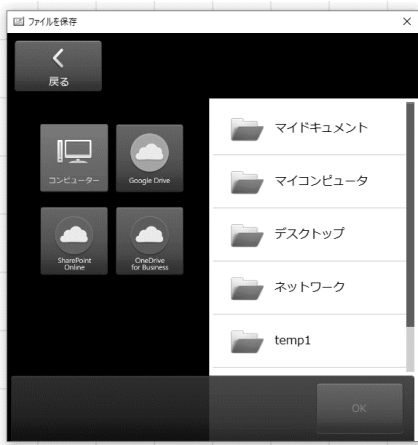 ファイルを保存
戻る
コンピューター
Google Drive
SharePoint
Online
OneDrive
for Business
マイドキュメント
マイコンピュータ
デスクトップ
ネットワーク
temp1
OK